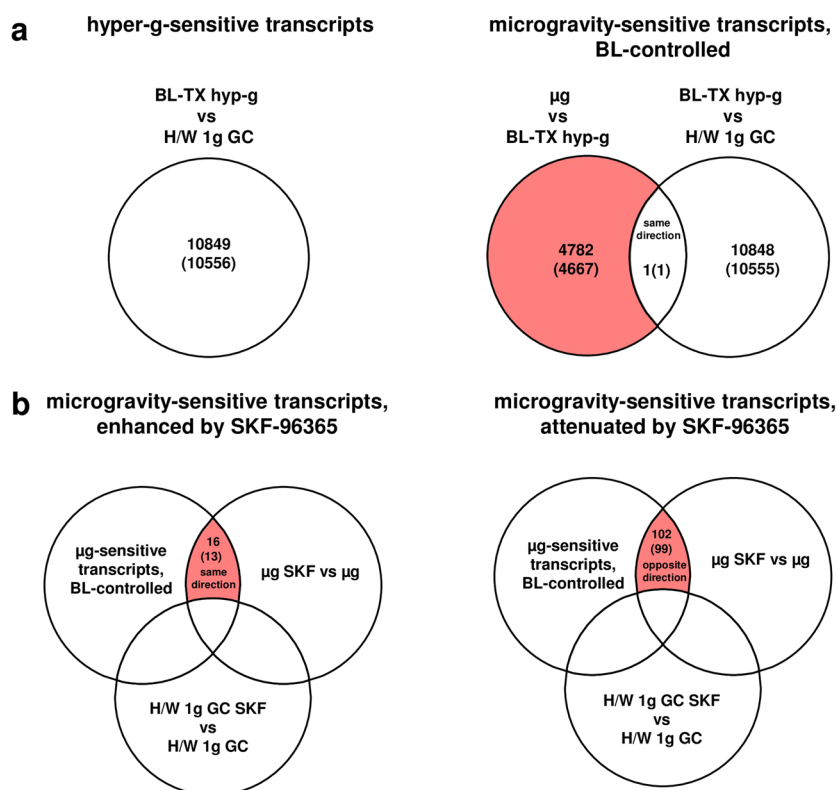 a
hyper-g-sensitive transcripts
BL-TX hyp-g
vs
H/W 1g GC
10849
(10556)
microgravity-sensitive transcripts,
BL-controlled
µg
vs
BL-TX hyp-g
BL-TX hyp-g
vs
H/W 1g GC
4782
(4667)
same
direction
1(1)
10848
(10555)
b
microgravity-sensitive transcripts,
enhanced by SKF-96365
µg-sensitive
transcripts,
BL-controlled
16
(13)
same
direction
µg SKF vs µg
H/W 1g GC SKF
vs
H/W 1g GC
microgravity-sensitive transcripts,
attenuated by SKF-96365
µg-sensitive
transcripts,
BL-controlled
102
(99)
opposite
direction
µg SKF vs µg
H/W 1g GC SKF
vs
H/W 1g GC